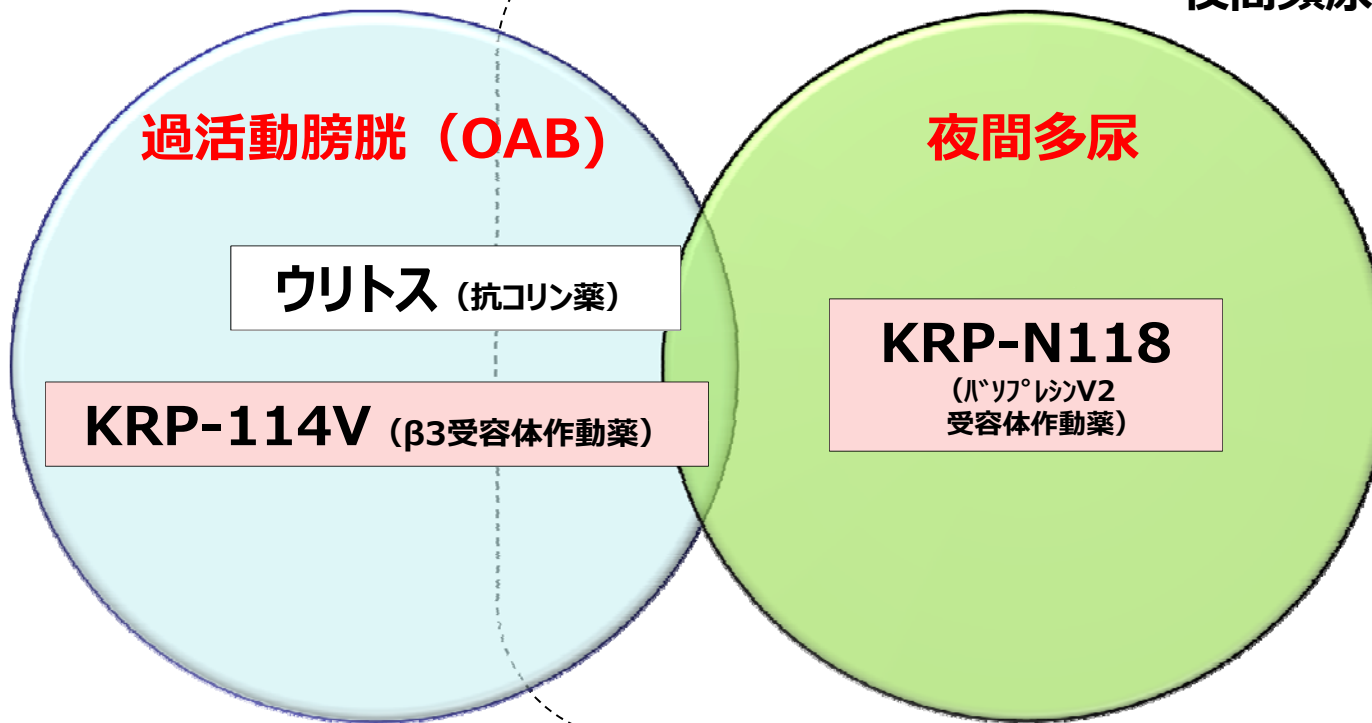 過活動膀胱（OAB)
夜間多尿
ウリトス（抗コリン薬）
KRP-114V（β3受容体作動薬）
KRP-N118
（ﾊﾞｿﾌﾟﾚｼﾝV2
受容体作動薬）